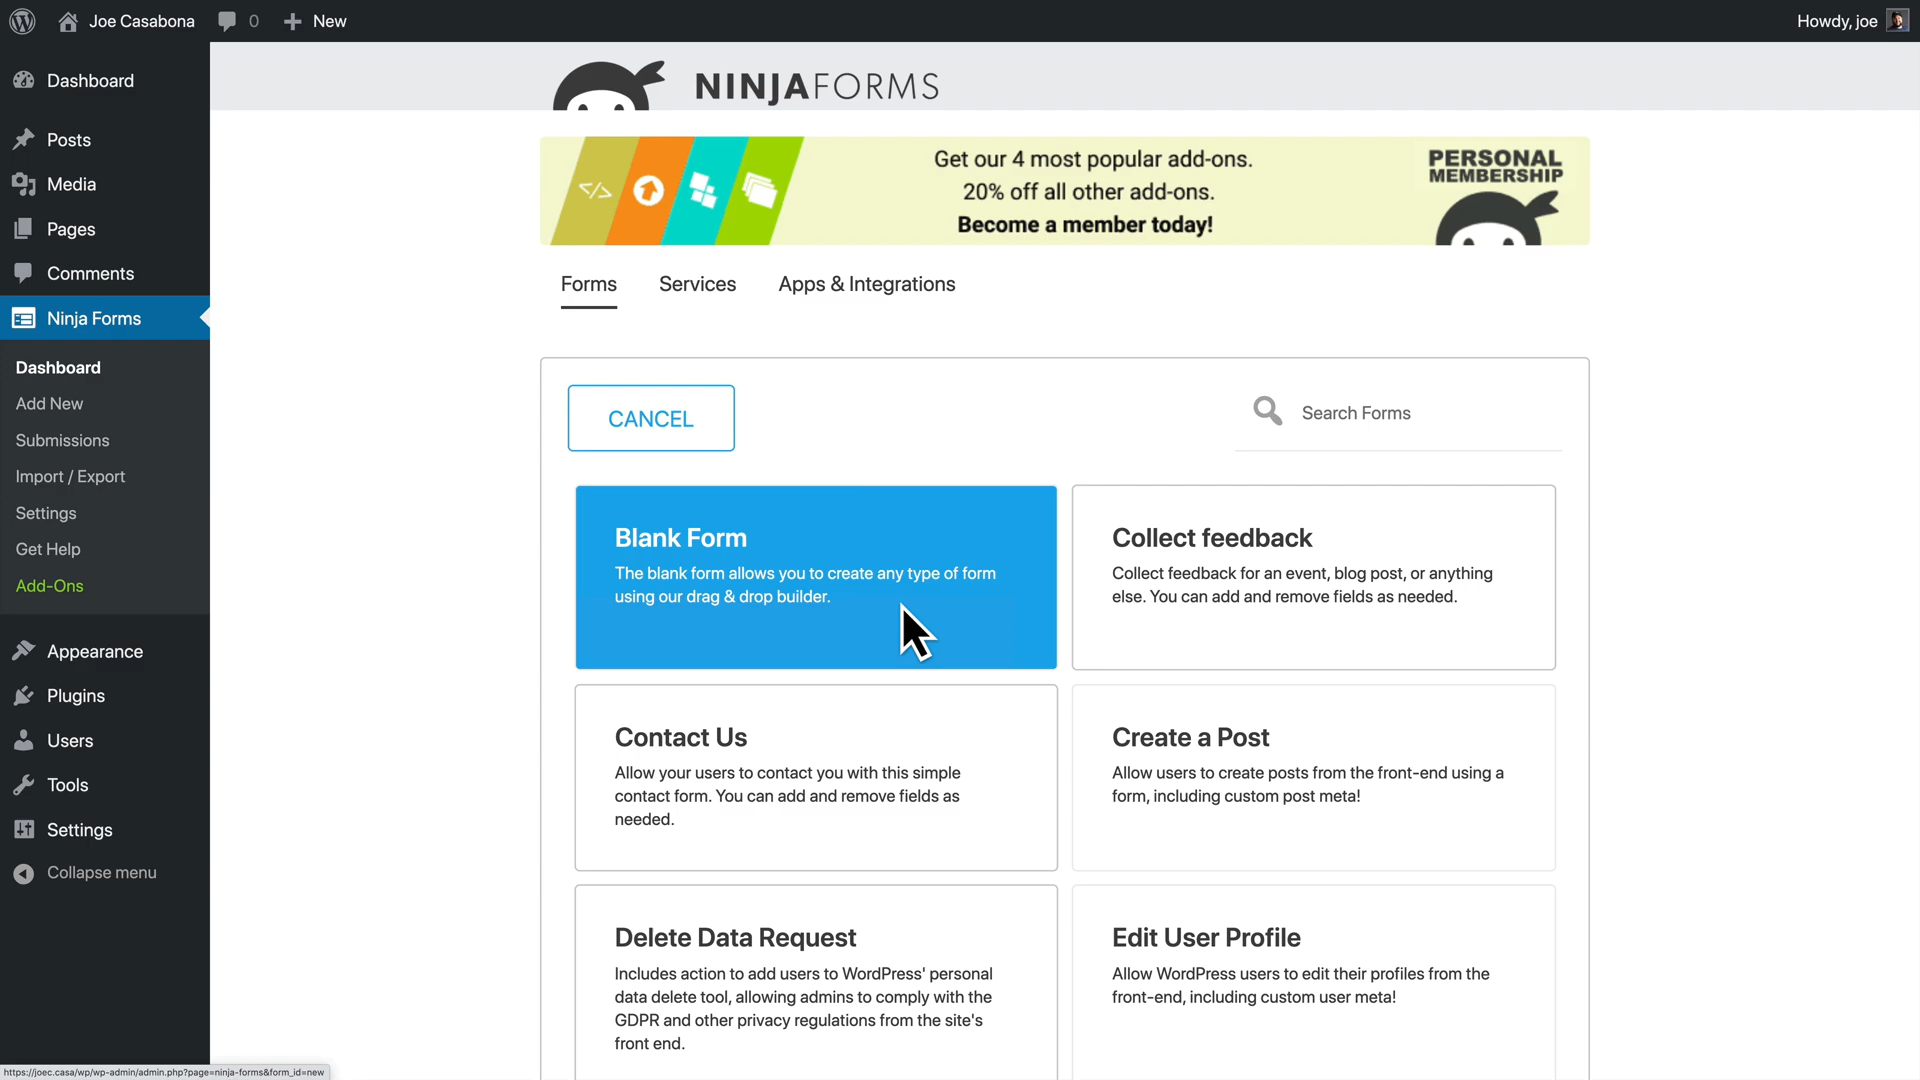 Joe Casabona
0
New
Howdy, joe
Dashboard
Posts
Media
Pages
Comments
Ninja Forms
Dashboard
Add New
Submissions
Import / Export
Settings
Get Help
Add-Ons
Appearance
Plugins
Users
Tools
Settings
Collapse menu
NINJAFORMS
Get our 4 most popular add-ons.
20% off all other add-ons.
Become a member today!
PERSONAL
MEMBERSHIP
Forms
Services
Apps & Integrations
CANCEL
Search Forms
Blank Form
The blank form allows you to create any type of form
using our drag & drop builder.
Collect feedback
Collect feedback for an event, blog post, or anything
else. You can add and remove fields as needed.
Contact Us
Allow your users to contact you with this simple
contact form. You can add and remove fields as
needed.
Create a Post
Allow users to create posts from the front-end using a
form, including custom post meta!
Delete Data Request
Includes action to add users to WordPress' personal
data delete tool, allowing admins to comply with the
GDPR and other privacy regulations from the site's
front end.
Edit User Profile
Allow WordPress users to edit their profiles from the
front-end, including custom user meta!
https://joec.casa/wp/wp-admin/admin.php?page=ninja-forms&form_id=new